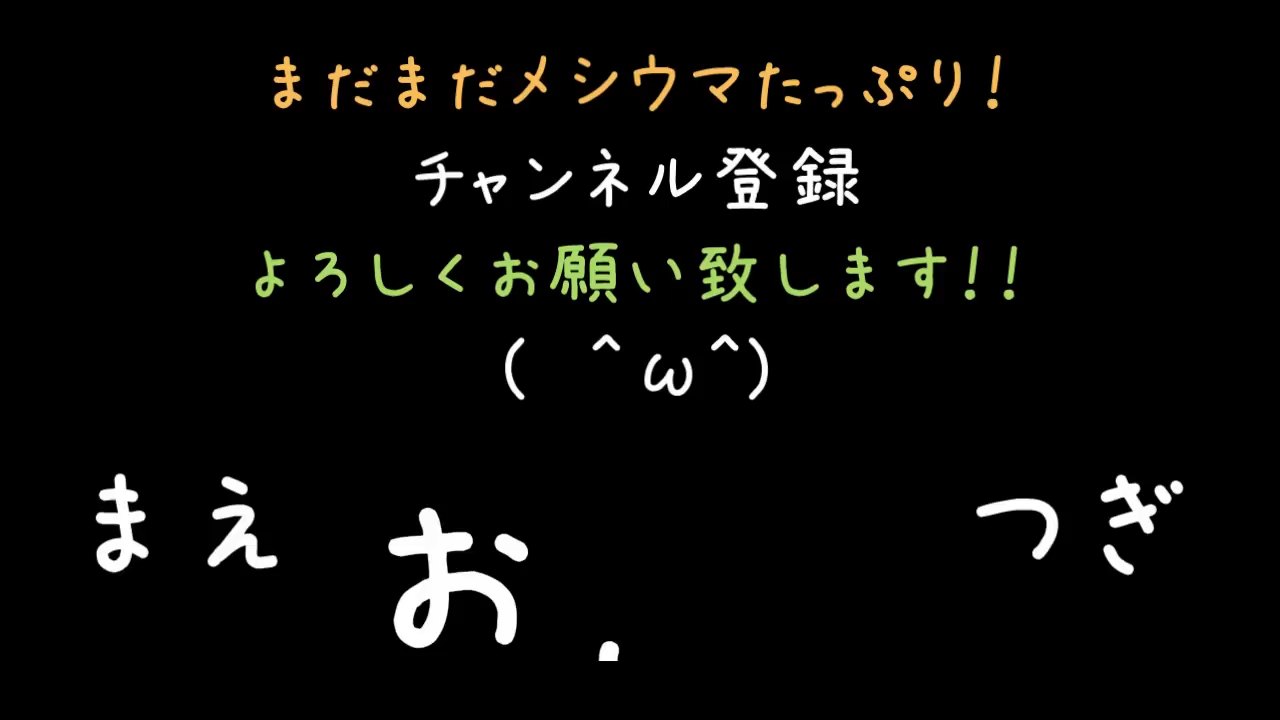 まだまだメシウマたっぷり!
チャンネル登録
よろしくお願い致します!!
( ^ω^)
まえ
つぎ
お